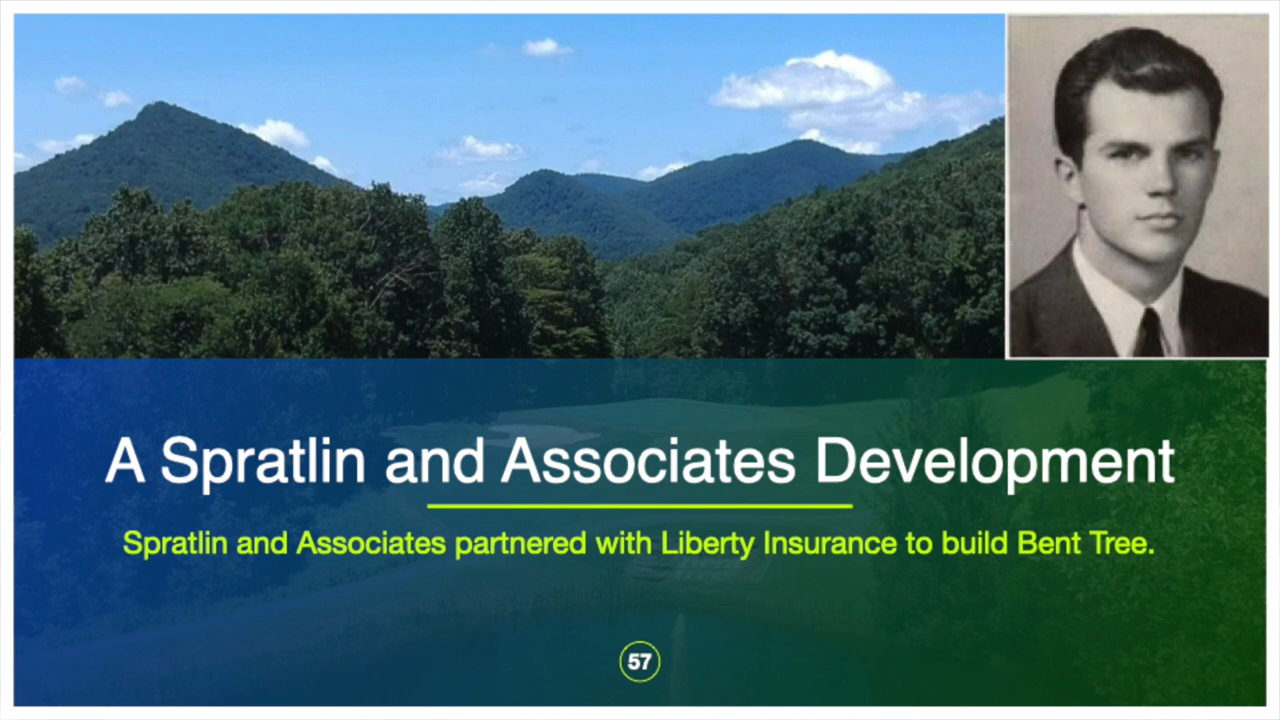 A Spratlin and Associates Development
Spratlin and Associates partnered with Liberty Insurance to build Bent Tree.
57